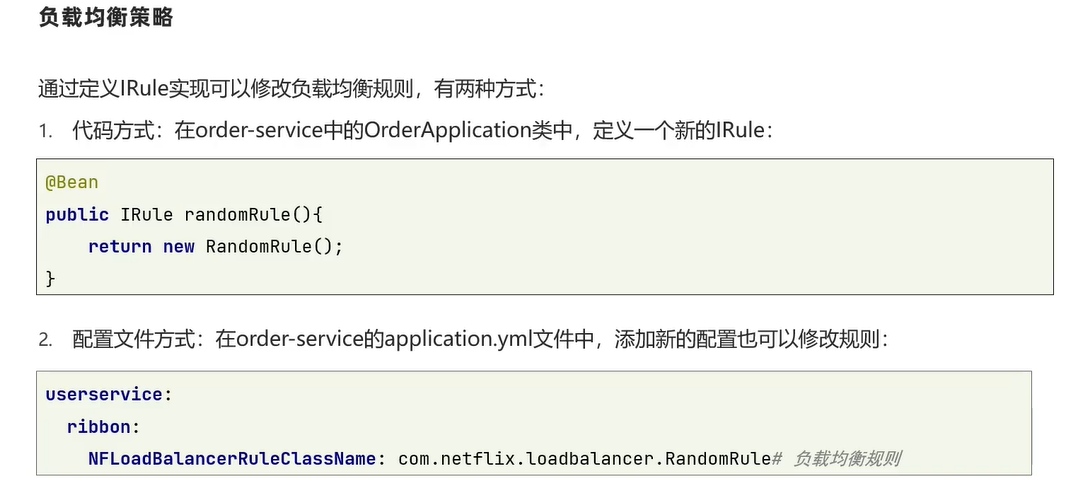 负载均衡策略
通过定义IRule实现可以修改负载均衡规则，有两种方式：
1. 代码方式：在order-service中的OrderApplication类中，定义一个新的IRule：
@Bean
public IRule randomRule(){
    return new RandomRule();
}
2. 配置文件方式：在order-service的application.yml文件中，添加新的配置也可以修改规则：
userservice:
  ribbon:
    NFLoadBalancerRuleClassName: com.netflix.loadbalancer.RandomRule# 负载均衡规则